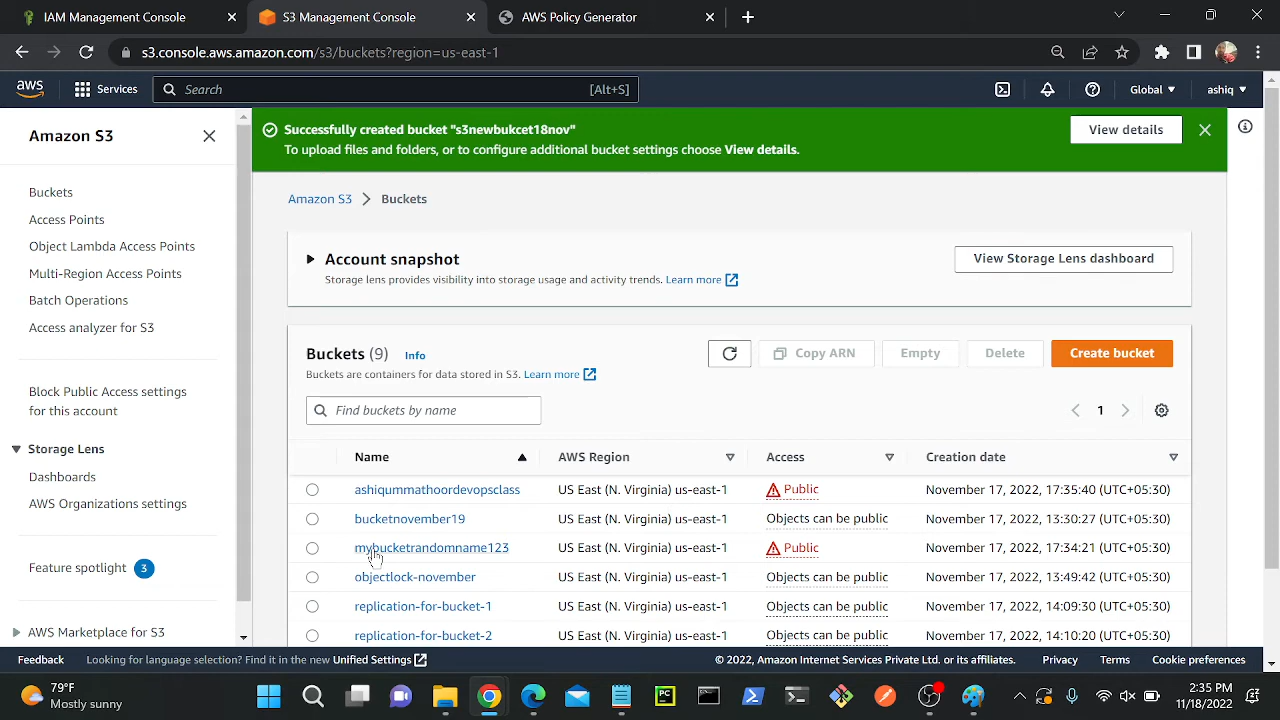 IAM Management Console
S3 Management Console
AWS Policy Generator
s3.console.aws.amazon.com/s3/buckets?region=us-east-1
aws
Services
Search
[Alt+S]
Global
ashiq
Amazon S3
Buckets
Access Points
Object Lambda Access Points
Multi-Region Access Points
Batch Operations
Access analyzer for S3
Block Public Access settings
for this account
Storage Lens
Dashboards
AWS Organizations settings
Feature spotlight 3
AWS Marketplace for S3
Successfully created bucket "s3newbukcet18nov"
To upload files and folders, or to configure additional bucket settings choose View details.
View details
Amazon S3 > Buckets
Account snapshot
Storage lens provides visibility into storage usage and activity trends. Learn more
View Storage Lens dashboard
Buckets (9) Info
Buckets are containers for data stored in S3. Learn more
Copy ARN
Empty
Delete
Create bucket
Find buckets by name
1
Name AWS Region Access Creation date
ashiqummathoordevopsclass US East (N. Virginia) us-east-1 Public November 17, 2022, 17:35:40 (UTC+05:30)
bucketnovember19 US East (N. Virginia) us-east-1 Objects can be public November 17, 2022, 13:30:27 (UTC+05:30)
mybucketrandomname123 US East (N. Virginia) us-east-1 Public November 17, 2022, 17:34:21 (UTC+05:30)
objectlock-november US East (N. Virginia) us-east-1 Objects can be public November 17, 2022, 13:49:42 (UTC+05:30)
replication-for-bucket-1 US East (N. Virginia) us-east-1 Objects can be public November 17, 2022, 14:09:30 (UTC+05:30)
replication-for-bucket-2 US East (N. Virginia) us-east-1 Objects can be public November 17, 2022, 14:10:20 (UTC+05:30)
Feedback Looking for language selection? Find it in the new Unified Settings © 2022, Amazon Internet Services Private Ltd. or its affiliates. Privacy Terms Cookie preferences
79°F
Mostly sunny
PC
2:35 PM
11/18/2022